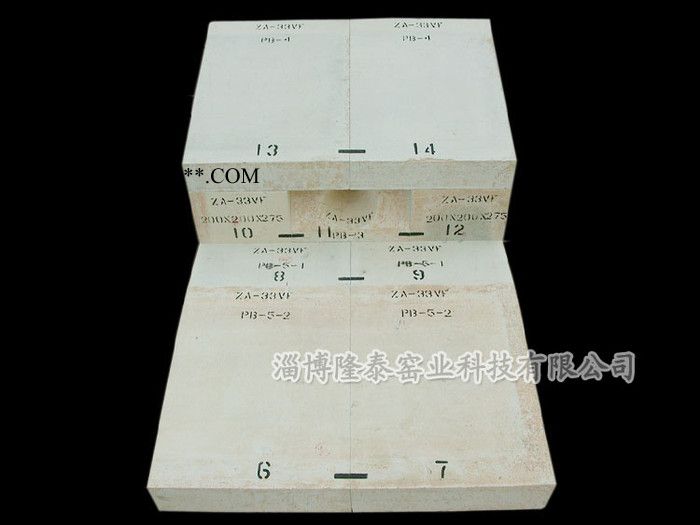 ZA-33VF ZA-33VF
PB-4 PB-4
13 14
**.COM
ZA-33VF ZA-33VF ZA-33VF
200X200X275 PB-3 200X200X275
10 11 12
ZA-33VF ZA-33VF
PB-5-1 PB-5-1
8 9
ZA-33VF ZA-33VF
PB-5-2 PB-5-2
淄博隆泰窑业科技有限公司
6 7